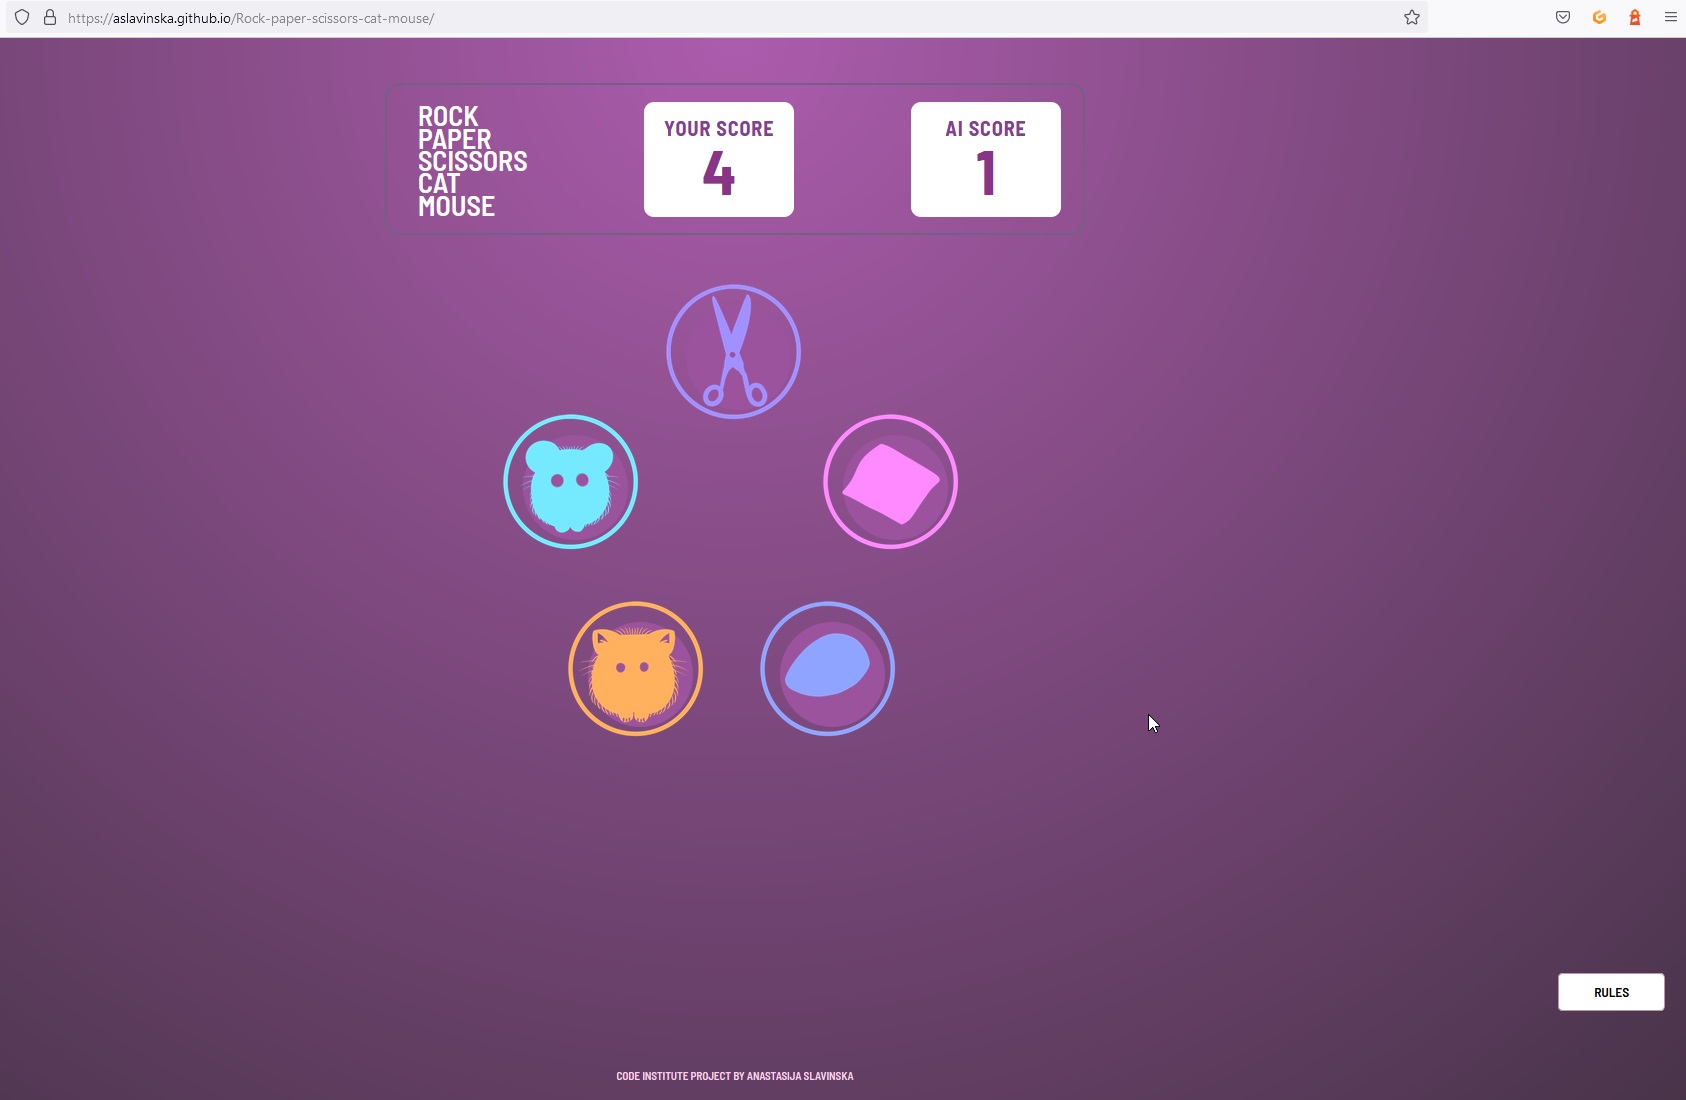 https://aslavinska.github.io/Rock-paper-scissors-cat-mouse/
ROCK
PAPER
SCISSORS
CAT
MOUSE
YOUR SCORE
4
AI SCORE
1
RULES
CODE INSTITUTE PROJECT BY ANASTASIJA SLAVINSKA